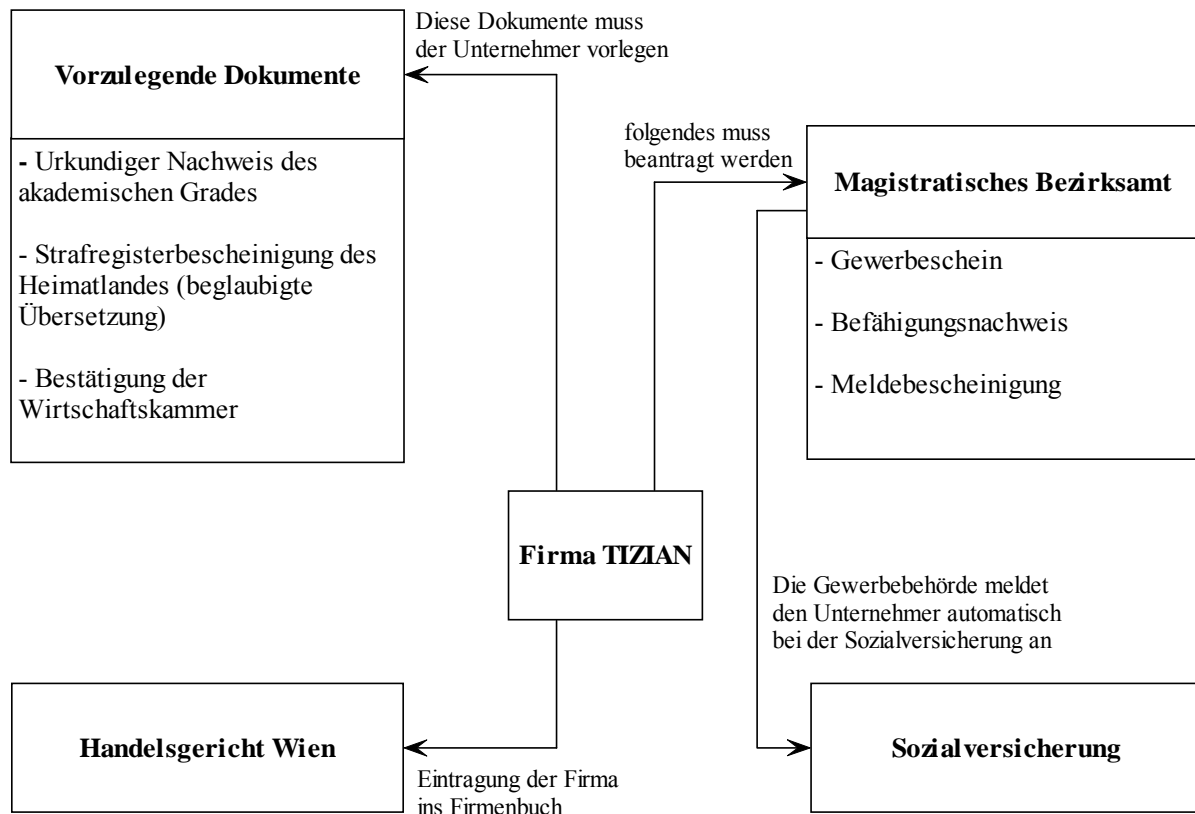 Diese Dokumente muss
der Unternehmer vorlegen
Vorzulegende Dokumente
- Urkundiger Nachweis des
akademischen Grades
- Strafregisterbescheinigung des
Heimatlandes (beglaubigte
Übersetzung)
- Bestätigung der
Wirtschaftskammer
folgendes muss
beantragt werden
Magistratisches Bezirksamt
- Gewerbeschein
- Befähigungsnachweis
- Meldebescheinigung
Firma TIZIAN
Die Gewerbebehörde meldet
den Unternehmer automatisch
bei der Sozialversicherung an
Handelsgericht Wien
Eintragung der Firma
ins Firmenbuch
Sozialversicherung